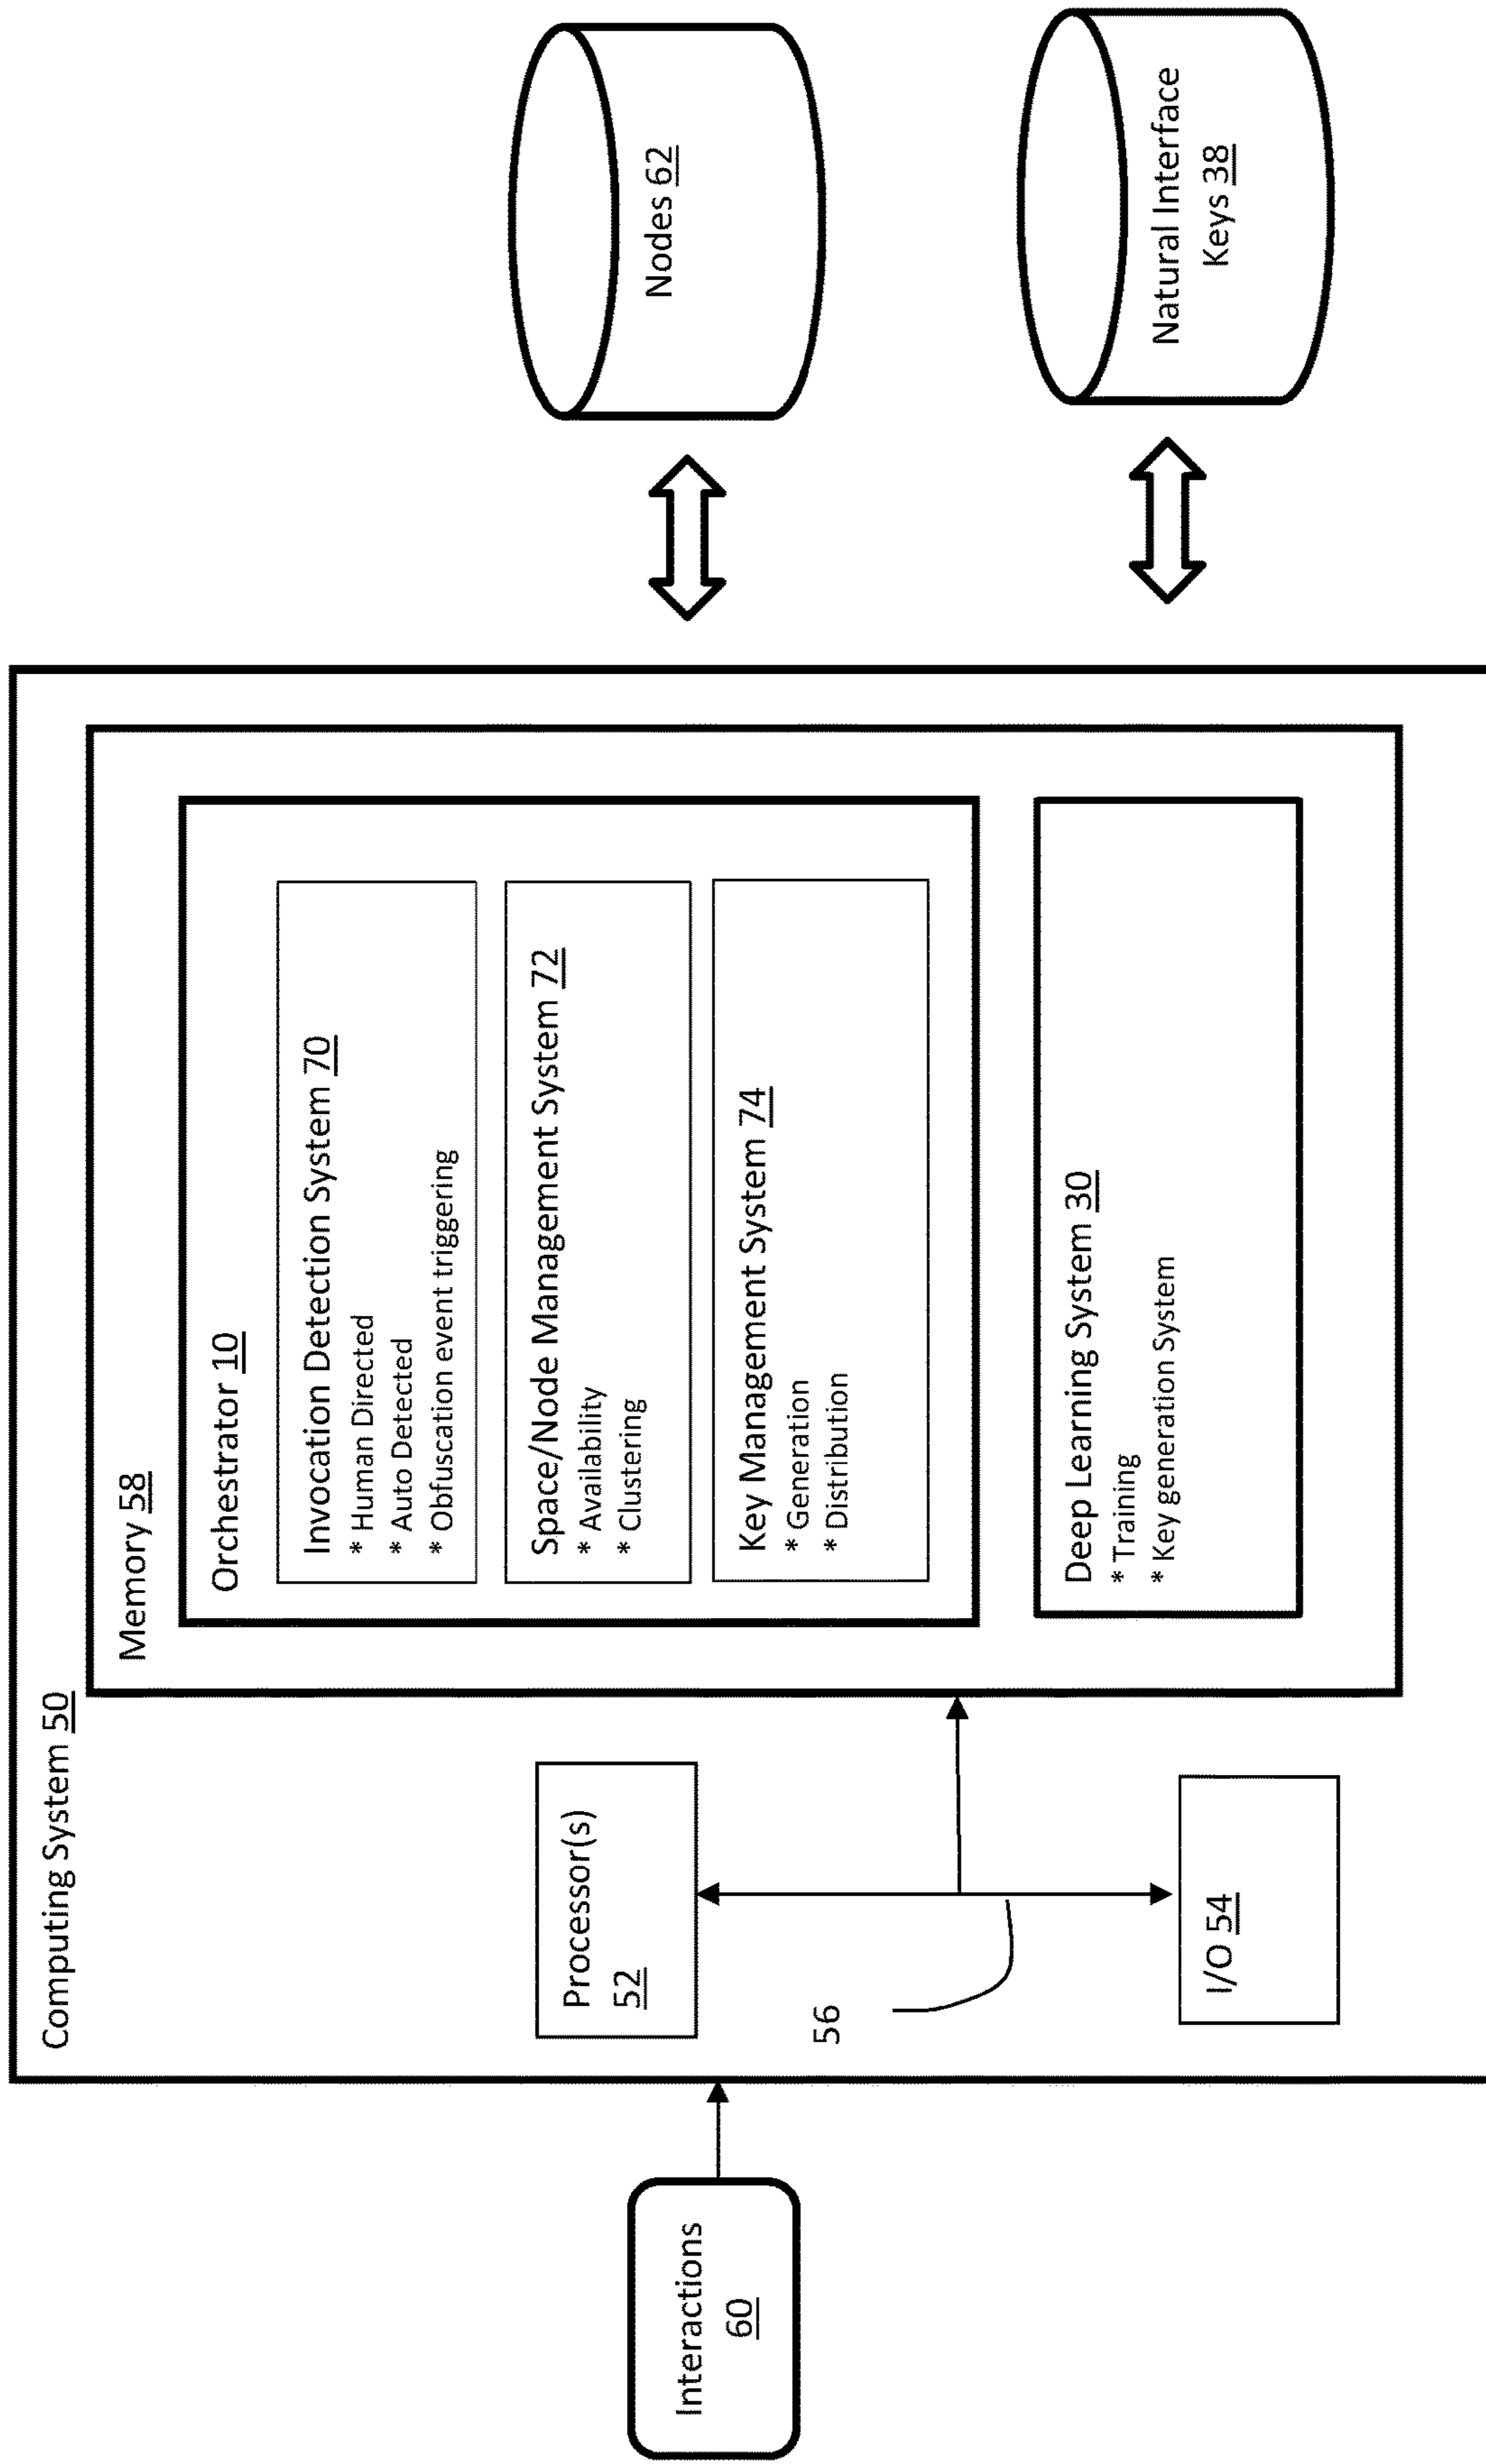 Computing System 50
Memory 58
Orchestrator 10
Invocation Detection System 70
* Human Directed
* Auto Detected
* Obfuscation event triggering
Space/Node Management System 72
* Availability
* Clustering
Key Management System 74
* Generation
* Distribution
Deep Learning System 30
* Training
* Key generation System
Processor(s)
52
56
I/O 54
Interactions
60
Nodes 62
Natural Interface
Keys 38